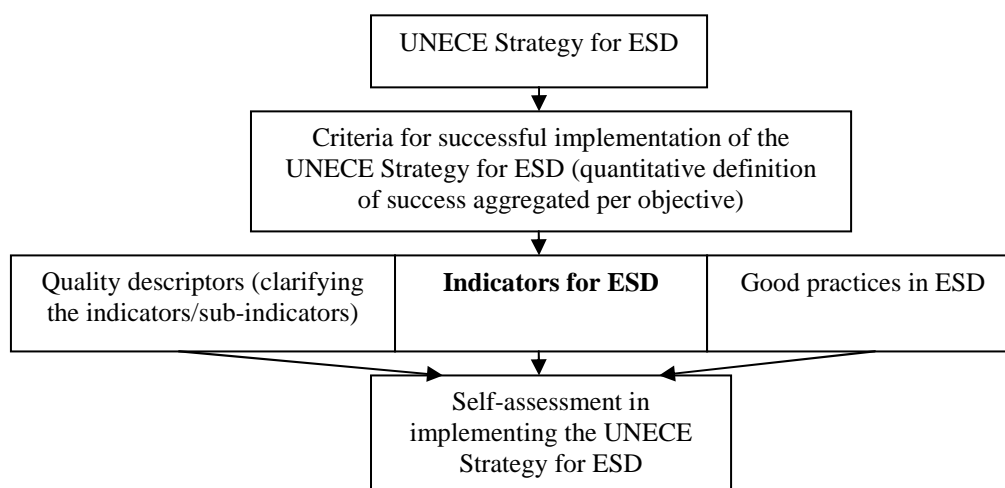 UNECE Strategy for ESD
Criteria for successful implementation of the
UNECE Strategy for ESD (quantitative definition
of success aggregated per objective)
Quality descriptors (clarifying
the indicators/sub-indicators)
Indicators for ESD
Good practices in ESD
Self-assessment in
implementing the UNECE
Strategy for ESD